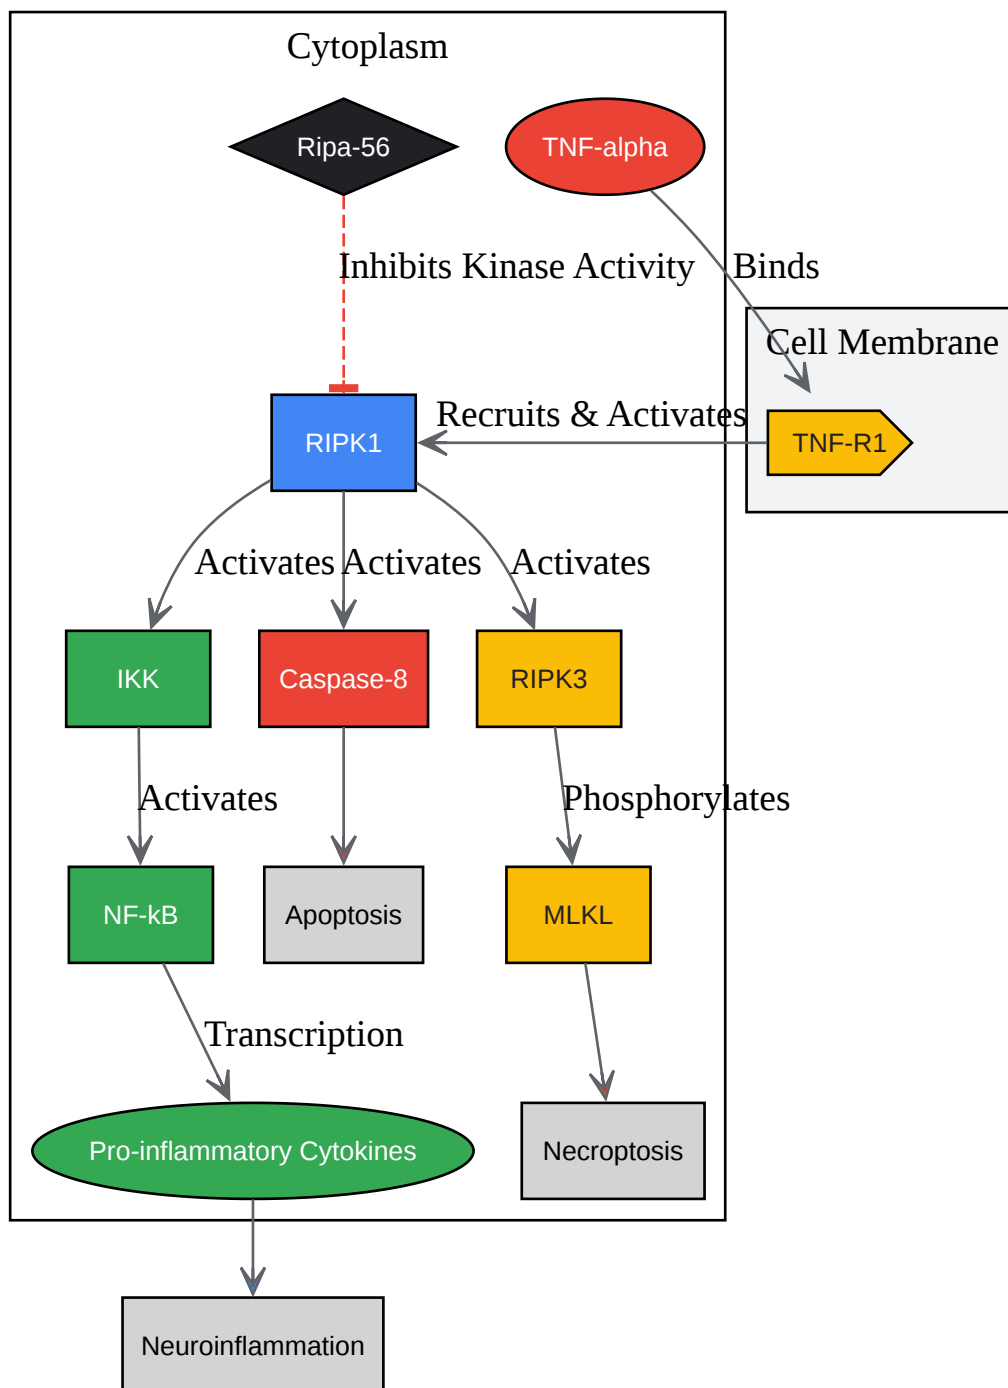 Cytoplasm
Ripa-56
TNF-alpha
Inhibits Kinase Activity
Binds
Cell Membrane
Recruits & Activates
RIPK1
TNF-R1
Activates
Activates
Activates
IKK
Caspase-8
RIPK3
Activates
Phosphorylates
NF-kB
Apoptosis
MLKL
Transcription
Pro-inflammatory Cytokines
Necroptosis
Neuroinflammation